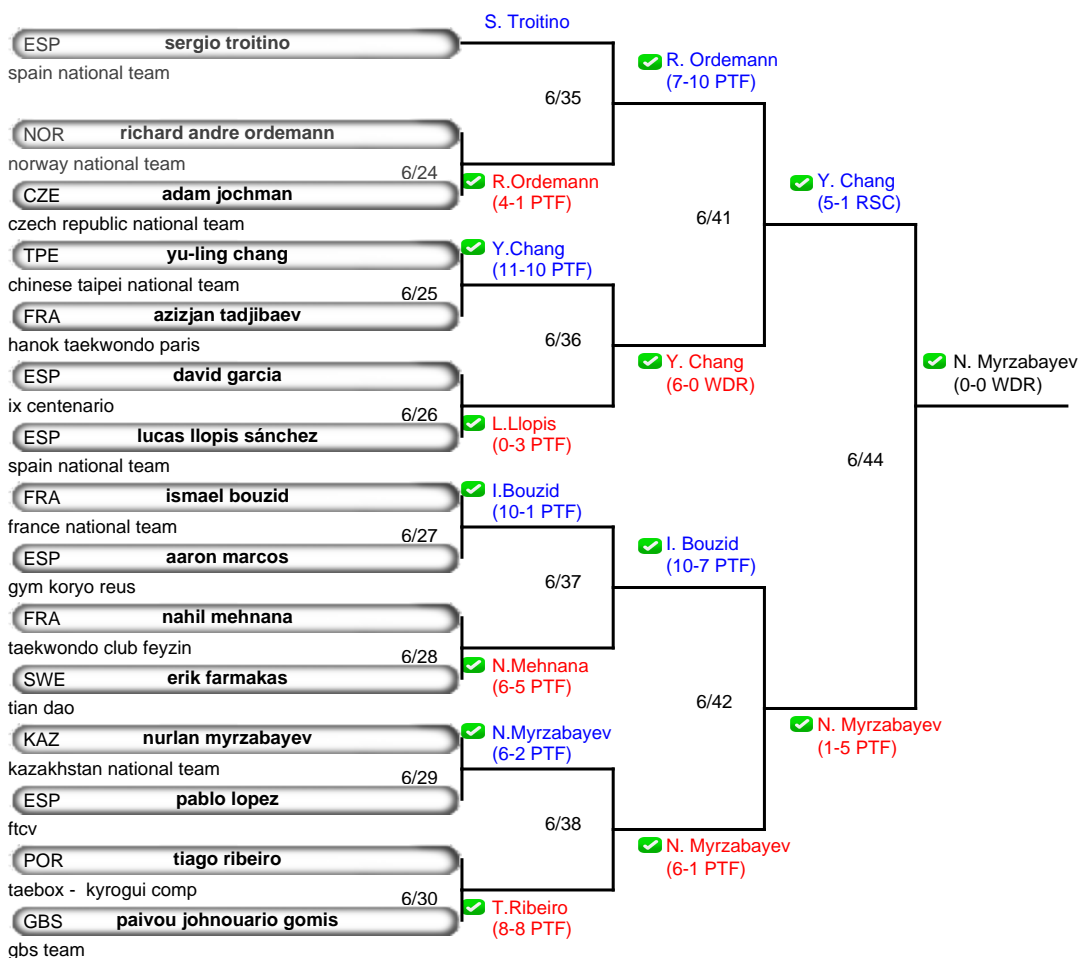 S. Troitino
ESP sergio troitino
spain national team
R. Ordemann
(7-10 PTF)
6/35
NOR richard andre ordemann
norway national team
6/24
CZE adam jochman
czech republic national team
R.Ordemann
(4-1 PTF)
Y. Chang
(5-1 RSC)
6/41
TPE yu-ling chang
chinese taipei national team
Y.Chang
(11-10 PTF)
6/25
FRA azizjan tadjibaev
hanok taekwondo paris
6/36
Y. Chang
(6-0 WDR)
ESP david garcia
ix centenario
6/26
ESP lucas llopis sánchez
spain national team
L.Llopis
(0-3 PTF)
N. Myrzabayev
(0-0 WDR)
6/44
FRA ismael bouzid
france national team
I.Bouzid
(10-1 PTF)
6/27
ESP aaron marcos
gym koryo reus
I. Bouzid
(10-7 PTF)
6/37
FRA nahil mehnana
taekwondo club feyzin
6/28
SWE erik farmakas
tian dao
N.Mehnana
(6-5 PTF)
6/42
N. Myrzabayev
(1-5 PTF)
KAZ nurlan myrzabayev
kazakhstan national team
N.Myrzabayev
(6-2 PTF)
6/29
ESP pablo lopez
ftcv
6/38
N. Myrzabayev
(6-1 PTF)
POR tiago ribeiro
taebox - kyrogui comp
6/30
GBS paivou johnouario gomis
gbs team
T.Ribeiro
(8-8 PTF)